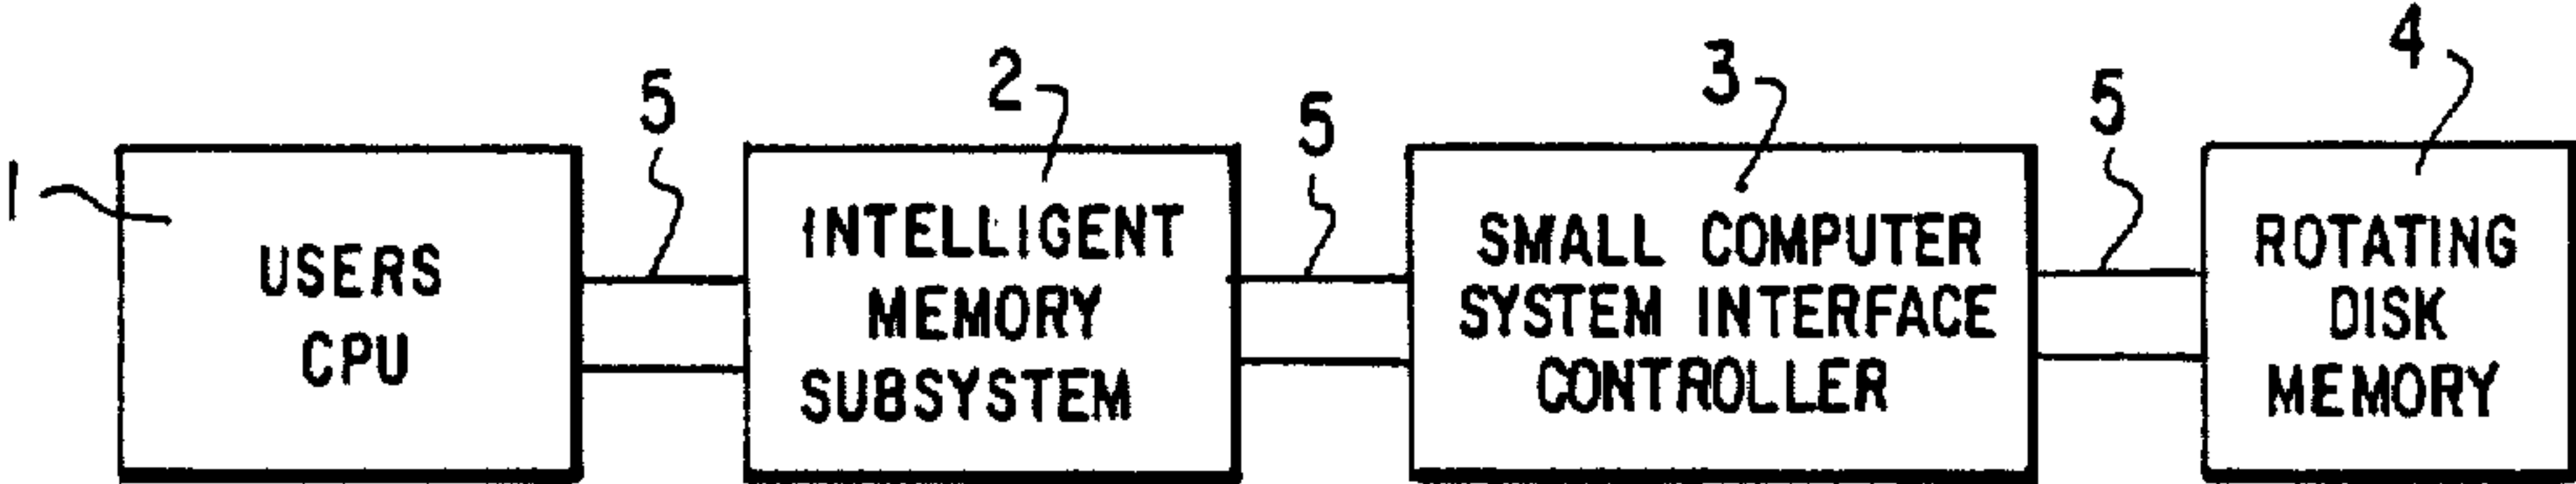 1
5
2
5
3
5
4
USERS
CPU
INTELLIGENT
MEMORY
SUBSYSTEM
SMALL COMPUTER
SYSTEM INTERFACE
CONTROLLER
ROTATING
DISK
MEMORY